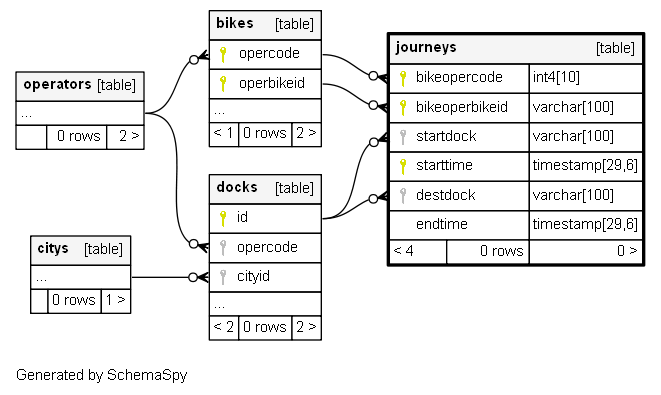 bikes [table]
opercode
operbikeid
...
< 1 0 rows 2 >
operators [table]
...
0 rows 2 >
journeys [table]
bikeopercode int4[10]
bikeoperbikeid varchar[100]
startdock varchar[100]
starttime timestamp[29,6]
destdock varchar[100]
endtime timestamp[29,6]
< 4 0 rows 0 >
docks [table]
id
opercode
cityid
...
< 2 0 rows 2 >
citys [table]
...
0 rows 1 >
Generated by SchemaSpy